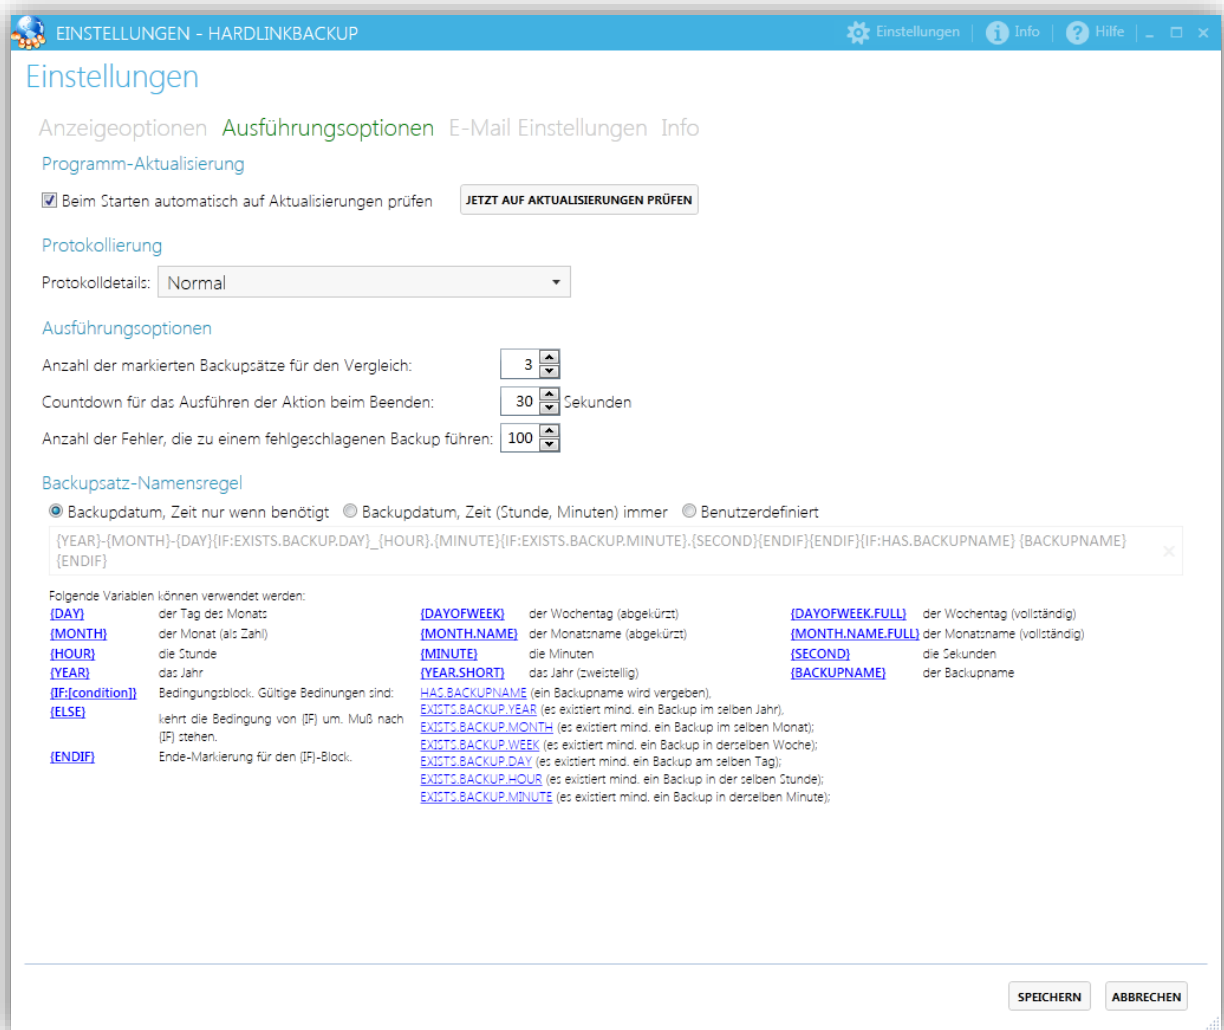 EINSTELLUNGEN - HARDLINKBACKUP
Einstellungen
Info
Hilfe
Einstellungen
Anzeigeoptionen Ausführungsoptionen E-Mail Einstellungen Info
Programm-Aktualisierung
Beim Starten automatisch auf Aktualisierungen prüfen
JETZT AUF AKTUALISIERUNGEN PRÜFEN
Protokollierung
Protokolldetails: Normal
Ausführungsoptionen
Anzahl der markierten Backupsätze für den Vergleich: 3
Countdown für das Ausführen der Aktion beim Beenden: 30 Sekunden
Anzahl der Fehler, die zu einem fehlgeschlagenen Backup führen: 100
Backupsatz-Namensregel
Backupdatum, Zeit nur wenn benötigt Backupdatum, Zeit (Stunde, Minuten) immer Benutzerdefiniert
{YEAR}-{MONTH}-{DAY}{IF:EXISTS.BACKUP.DAY}_{HOUR}.{MINUTE}{IF:EXISTS.BACKUP.MINUTE}.{SECOND}{ENDIF}{ENDIF}{IF:HAS.BACKUPNAME} {BACKUPNAME}
{ENDIF}
Folgende Variablen können verwendet werden:
{DAY} der Tag des Monats {DAYOFWEEK} der Wochentag (abgekürzt) {DAYOFWEEK.FULL} der Wochentag (vollständig)
{MONTH} der Monat (als Zahl) {MONTH.NAME} der Monatsname (abgekürzt) {MONTH.NAME.FULL} der Monatsname (vollständig)
{HOUR} die Stunde {MINUTE} die Minuten {SECOND} die Sekunden
{YEAR} das Jahr {YEAR.SHORT} das Jahr (zweistellig) {BACKUPNAME} der Backupname
{IF:[condition]} Bedingungsblock. Gültige Bedinungen sind: HAS.BACKUPNAME (ein Backupname wird vergeben),
EXISTS.BACKUP.YEAR (es existiert mind. ein Backup im selben Jahr),
{ELSE} kehrt die Bedingung von {IF} um. Muß nach
{IF} stehen.
EXISTS.BACKUP.MONTH (es existiert mind. ein Backup im selben Monat);
EXISTS.BACKUP.WEEK (es existiert mind. ein Backup in derselben Woche);
{ENDIF} Ende-Markierung für den {IF}-Block.
EXISTS.BACKUP.DAY (es existiert mind. ein Backup am selben Tag);
EXISTS.BACKUP.HOUR (es existiert mind. ein Backup in der selben Stunde);
EXISTS.BACKUP.MINUTE (es existiert mind. ein Backup in derselben Minute);
SPEICHERN
ABBRECHEN